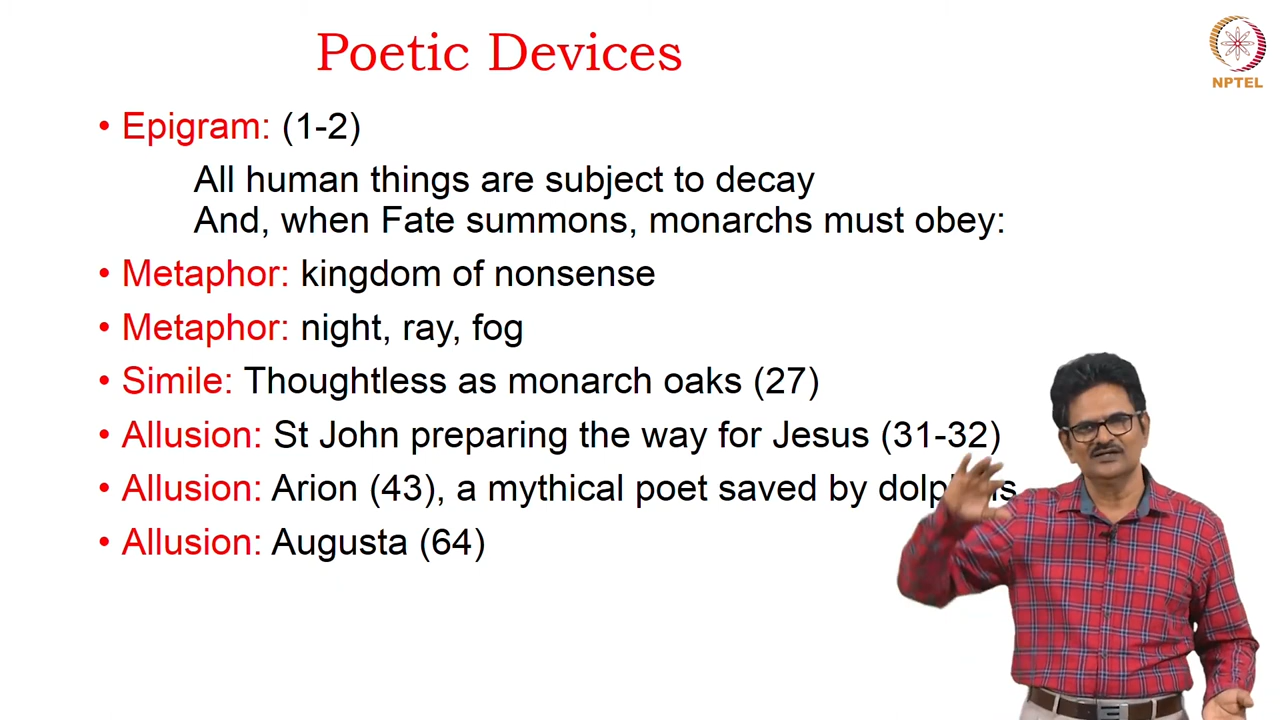 Poetic Devices
NPTEL
• Epigram: (1-2)
All human things are subject to decay
And, when Fate summons, monarchs must obey:
• Metaphor: kingdom of nonsense
• Metaphor: night, ray, fog
• Simile: Thoughtless as monarch oaks (27)
• Allusion: St John preparing the way for Jesus (31-32)
• Allusion: Arion (43), a mythical poet saved by dolphins
• Allusion: Augusta (64)